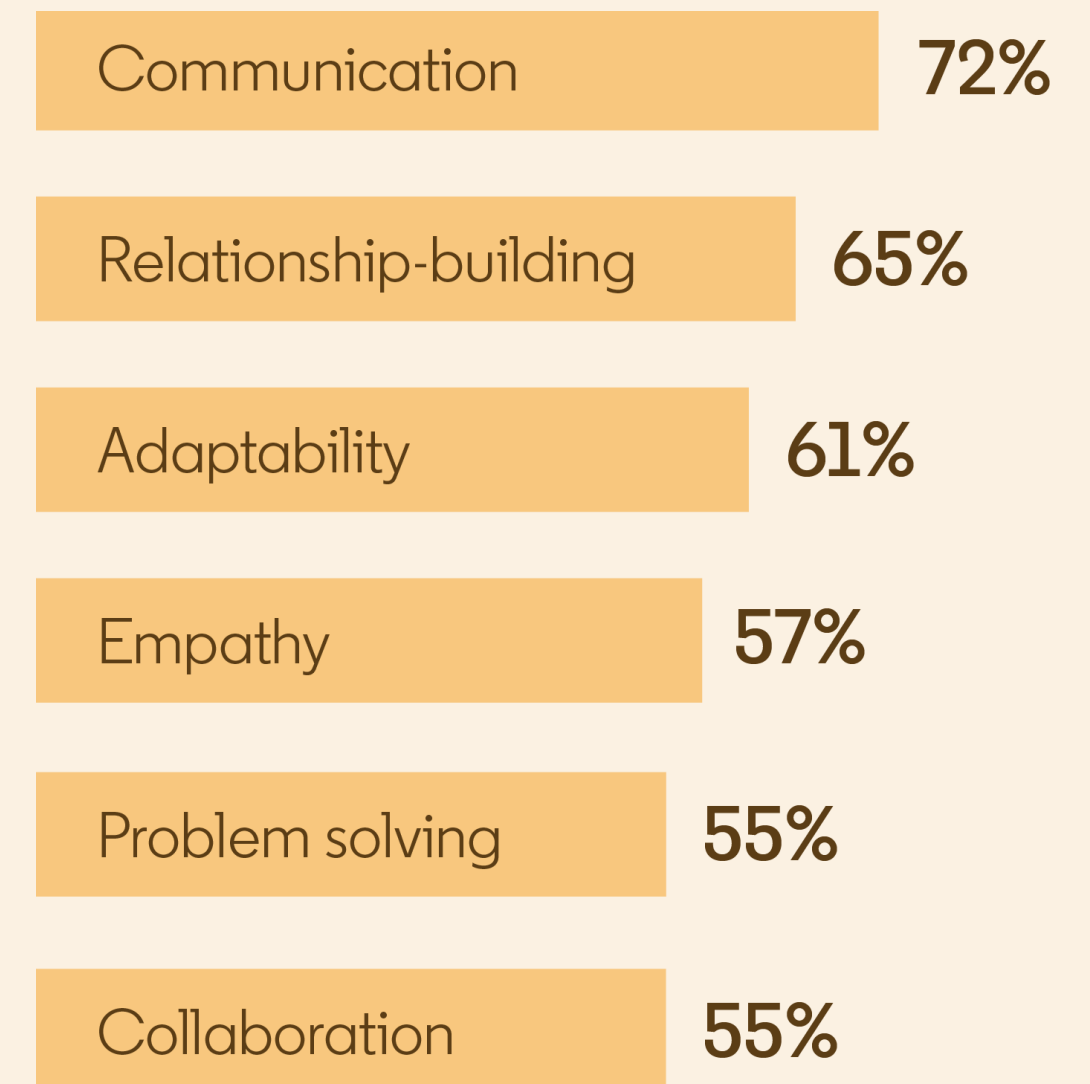 Communication 72%
Relationship-building 65%
Adaptability 61%
Empathy 57%
Problem solving 55%
Collaboration 55%